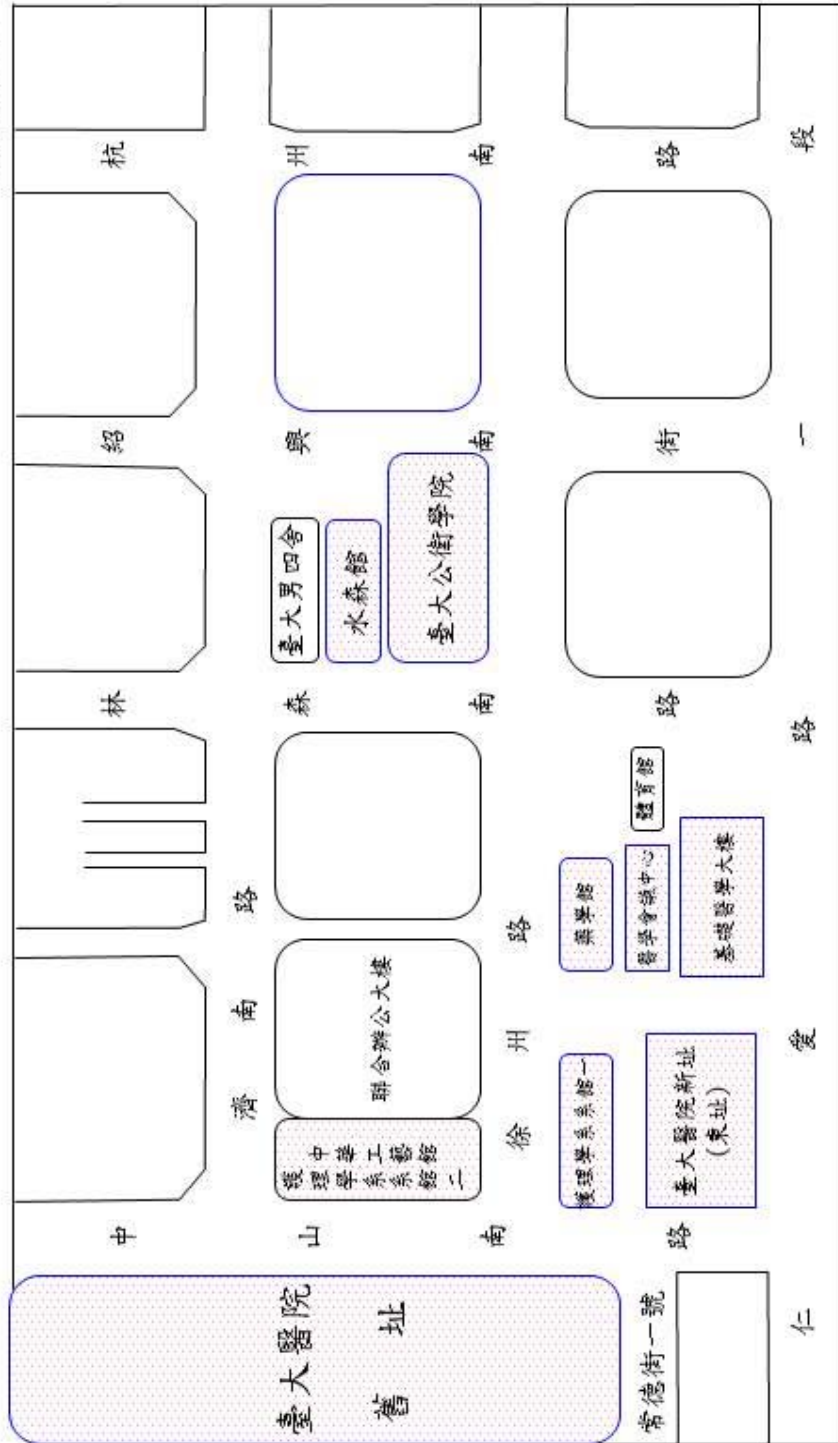 杭州南路
紹興南街
林森南路
中山南路
濟南路
徐州路
仁愛路一段
臺大男四舍
水森館
臺大公衛學院
體育館
藥學館
醫學會議中心
基礎醫學大樓
聯合辦公大樓
中華工藝館
護理學系系館二
護理學系系館一
臺大醫院新址
(東址)
臺大醫院
舊址
常德街一號